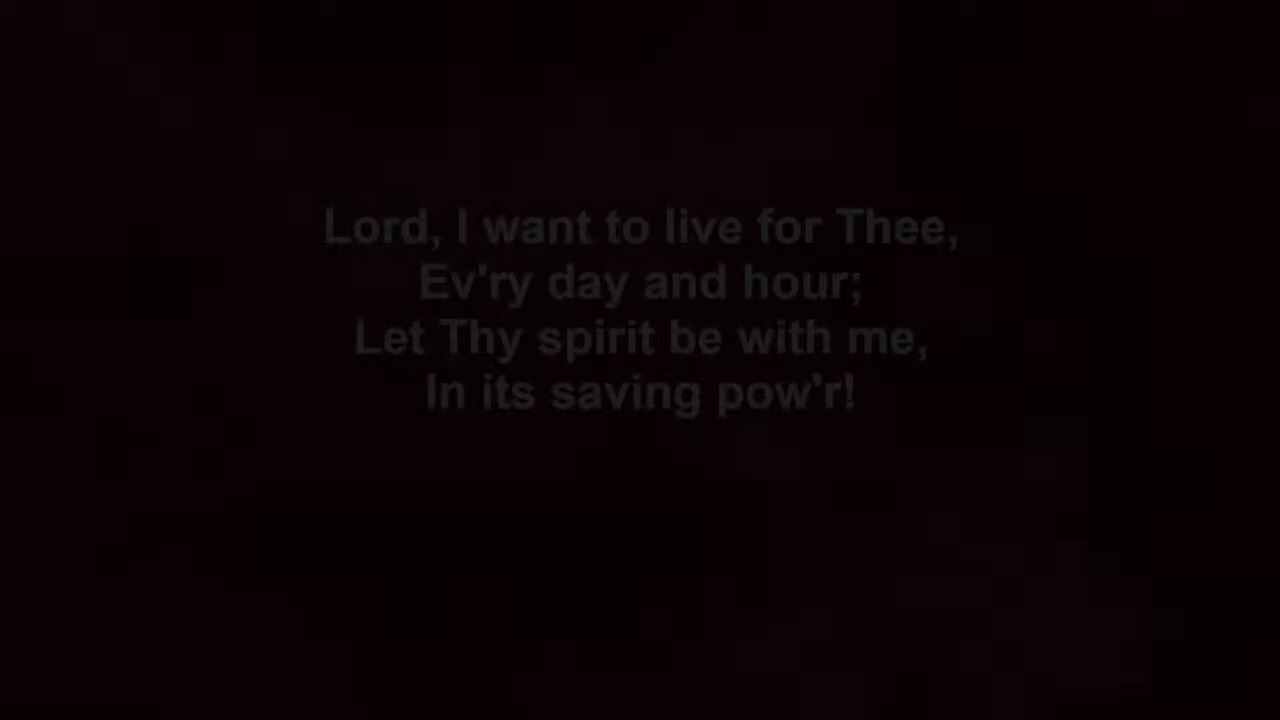 Lord, I want to live for Thee,
Ev'ry day and hour;
Let Thy spirit be with me,
In its saving pow'r!